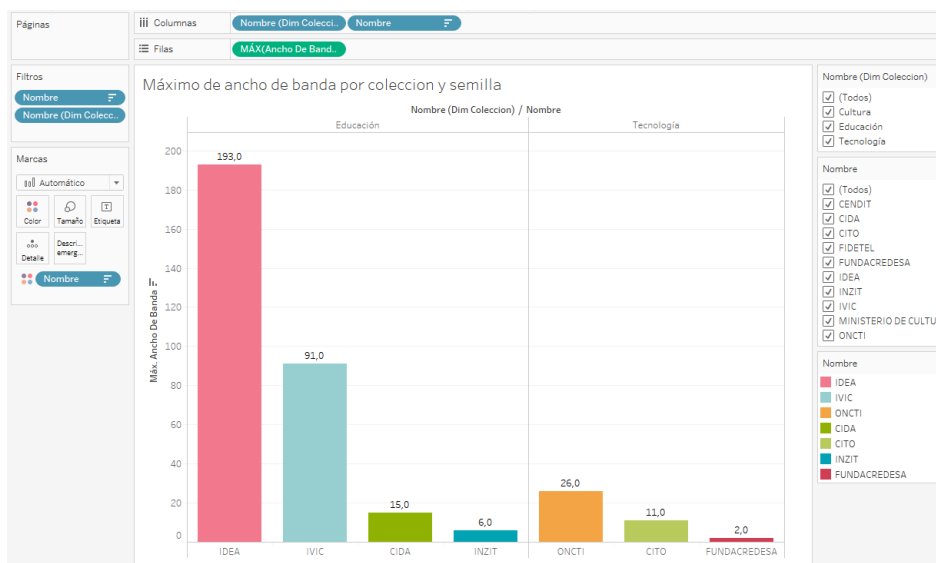 Páginas
Columnas
Nombre (Dim Colecci..
Nombre
Filas
MÁX(Ancho De Band..
Filtros
Nombre
Nombre (Dim Colecc..
Marcas
Automático
Color
Tamaño
Etiqueta
Detalle
Descri...
emerg...
Nombre
Máximo de ancho de banda por coleccion y semilla
Nombre (Dim Coleccion) / Nombre
Educación
Tecnología
Máx. Ancho De Banda
200
180
160
140
120
100
80
60
40
20
0
193,0
91,0
15,0
6,0
26,0
11,0
2,0
IDEA
IVIC
CIDA
INZIT
ONCTI
CITO
FUNDACREDESA
Nombre (Dim Coleccion)
(Todos)
Cultura
Educación
Tecnología
Nombre
(Todos)
CENDIT
CIDA
CITO
FIDETEL
FUNDACREDESA
IDEA
INZIT
IVIC
MINISTERIO DE CULTU
ONCTI
Nombre
IDEA
IVIC
ONCTI
CIDA
CITO
INZIT
FUNDACREDESA